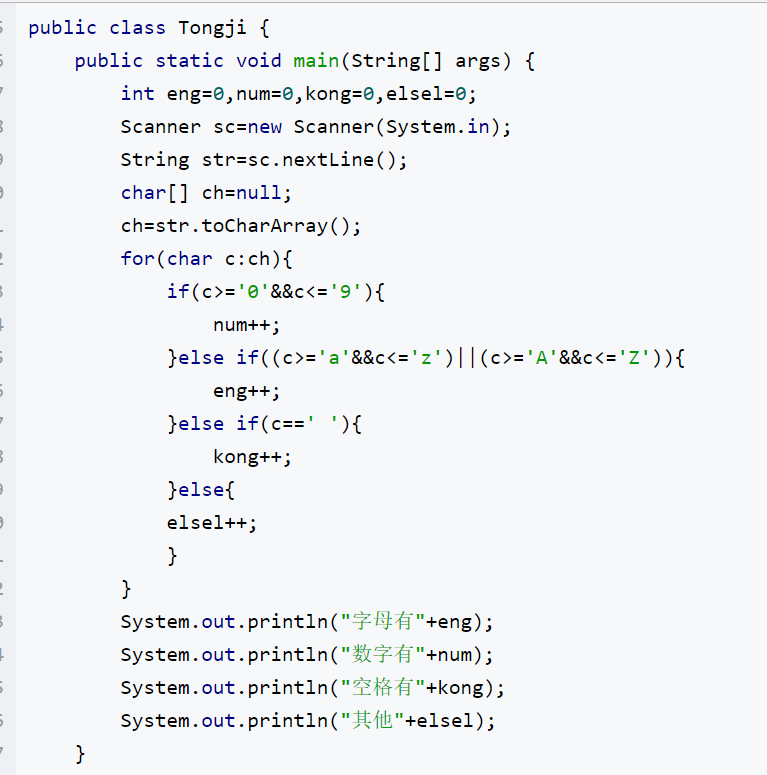 public class Tongji {
    public static void main(String[] args) {
        int eng=0,num=0,kong=0,elsel=0;
        Scanner sc=new Scanner(System.in);
        String str=sc.nextLine();
        char[] ch=null;
        ch=str.toCharArray();
        for(char c:ch){
            if(c>='0'&&c<='9'){
                num++;
            }else if((c>='a'&&c<='z')||(c>='A'&&c<='Z')){
                eng++;
            }else if(c==' '){
                kong++;
            }else{
            elsel++;
            }
        }
        System.out.println("字母有"+eng);
        System.out.println("数字有"+num);
        System.out.println("空格有"+kong);
        System.out.println("其他"+elsel);
    }